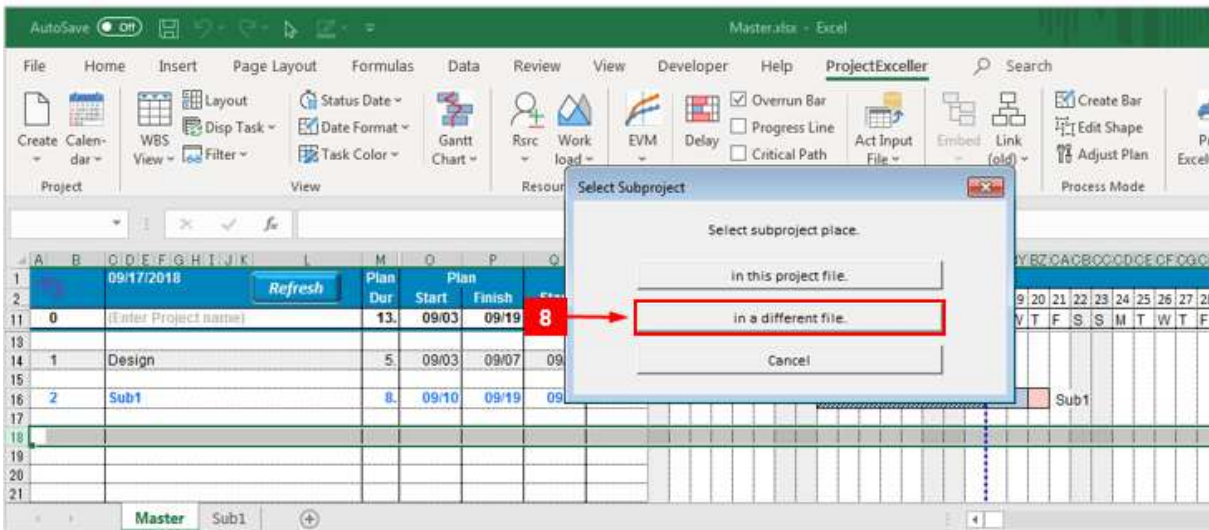 AutoSave Off Master.xlsx - Excel
File Home Insert Page Layout Formulas Data Review View Developer Help ProjectExceller Search
Layout Status Date Overrun Bar Create Bar
Disp Task Date Format Progress Line Edit Shape
Filter Task Color Critical Path Adjust Plan
Create Calen- WBS Gantt Rsrc Work EVM Delay Act Input Embed Link
dar View Chart load File (old) Excel
Project View Resour Process Mode
Select Subproject
Select subproject place.
in this project file.
8 in a different file.
Cancel
fx
A B C D E F G H I J K L M O P Q
1 09/17/2018 Refresh Plan Plan
2 Dur Start Finish
11 0 (Enter Project name) 13. 09/03 09/19
9 20 21 22 23 24 25 26 27
T F S S M T W T F
13
14 1 Design 5. 09/03 09/07 09
15
16 2 Sub1 8. 09/10 09/19 09 Sub1
17
18
19
20
21
Master Sub1